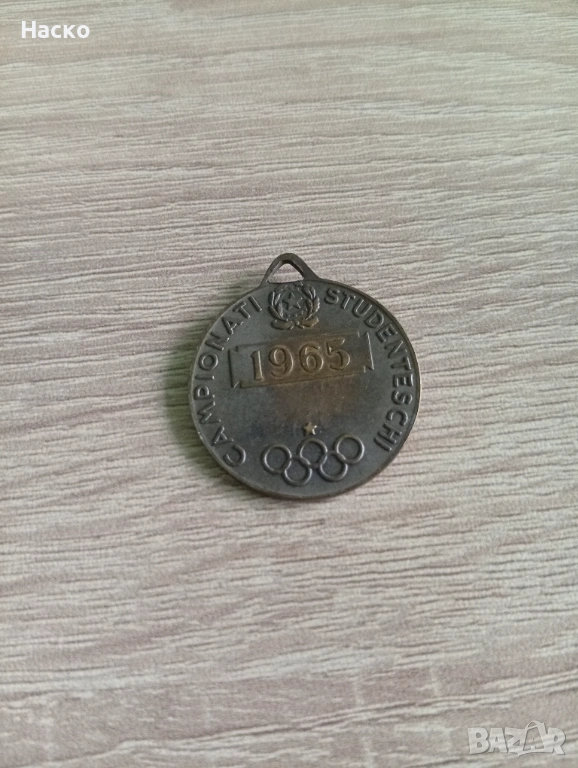 Наско
CAMPIONATI STUDENTESCHI
1965
BAZAR